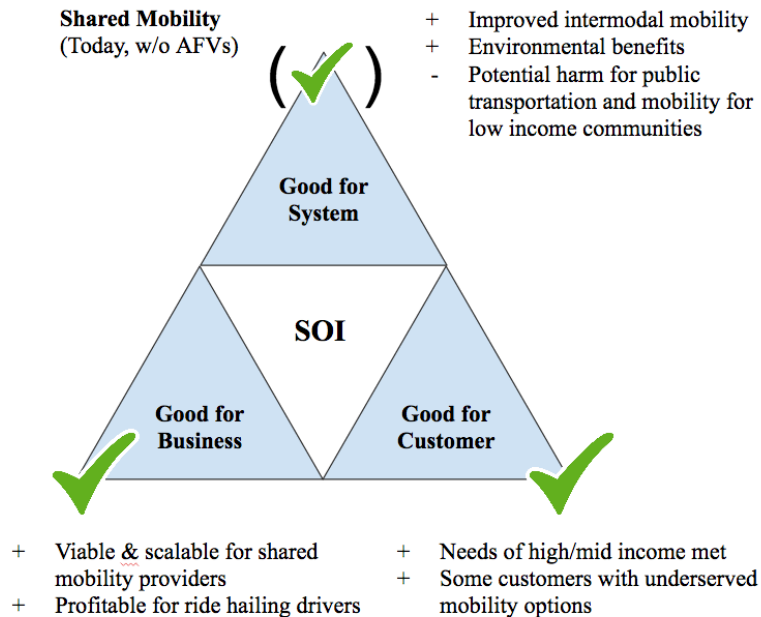 Shared Mobility
(Today, w/o AFVs)
+ Improved intermodal mobility
+ Environmental benefits
- Potential harm for public
transportation and mobility for
low income communities
( )
Good for
System
SOI
Good for
Business
Good for
Customer
+ Viable & scalable for shared
mobility providers
+ Profitable for ride hailing drivers
+ Needs of high/mid income met
+ Some customers with underserved
mobility options